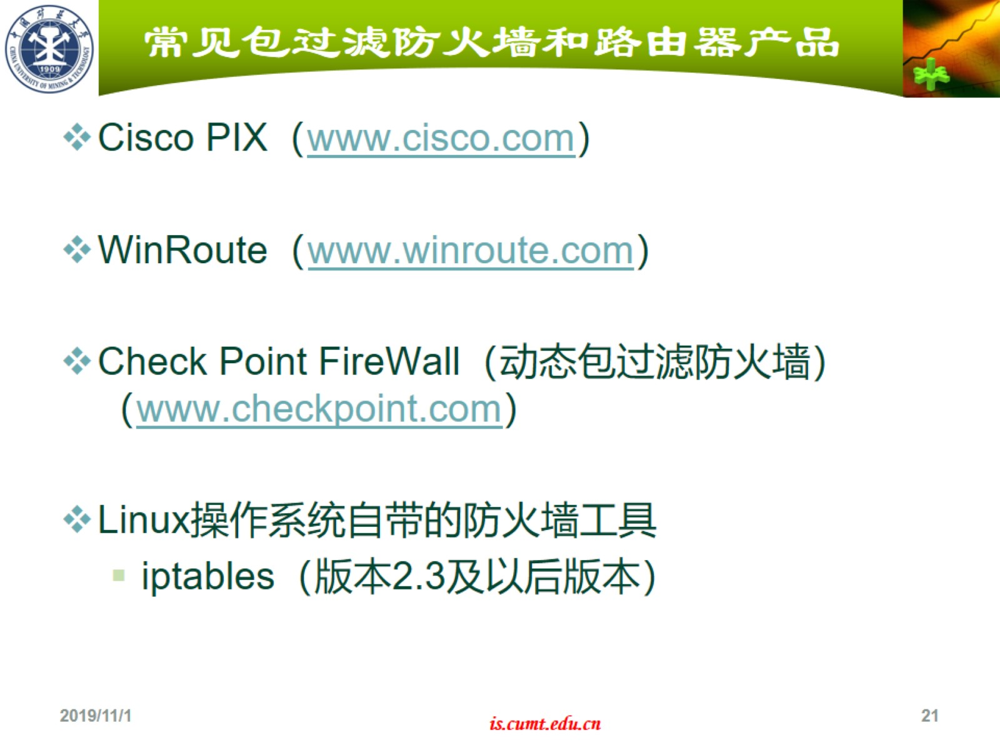 中国矿业大学
CHINA UNIVERSITY OF MINING & TECHNOLOGY
1909
常见包过滤防火墙和路由器产品
Cisco PIX（www.cisco.com）
WinRoute（www.winroute.com）
Check Point FireWall（动态包过滤防火墙）
（www.checkpoint.com）
Linux操作系统自带的防火墙工具
iptables（版本2.3及以后版本）
2019/11/1
is.cumt.edu.cn
21